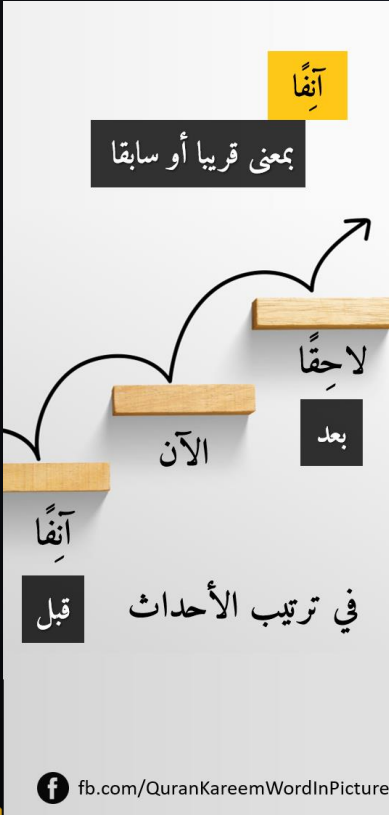 آنِفًا
بمعنى قريبا أو سابقا
لاحِقًا
بعد
الآن
آنِفًا
قبل
في ترتيب الأحداث
fb.com/QuranKareemWordInPicture